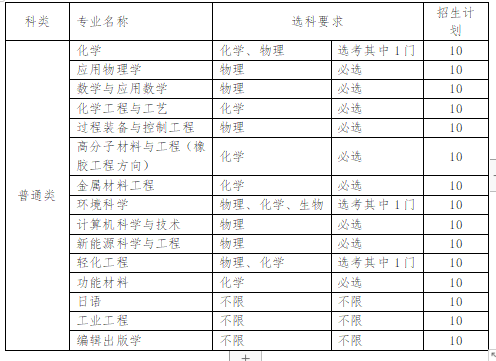 科类 专业名称 选科要求 招生计
划
普通类
化学 化学、物理 选考其中1门 10
应用物理学 物理 必选 10
数学与应用数学 物理 必选 10
化学工程与工艺 化学 必选 10
过程装备与控制工程 物理 必选 10
高分子材料与工程（橡
胶工程方向） 化学 必选 10
金属材料工程 化学 必选 10
环境科学 物理、化学、生物 选考其中1门 10
计算机科学与技术 物理 必选 10
新能源科学与工程 物理 必选 10
轻化工程 物理、化学 选考其中1门 10
功能材料 化学 必选 10
日语 不限 不限 10
工业工程 不限 不限 10
编辑出版学 不限 不限 10